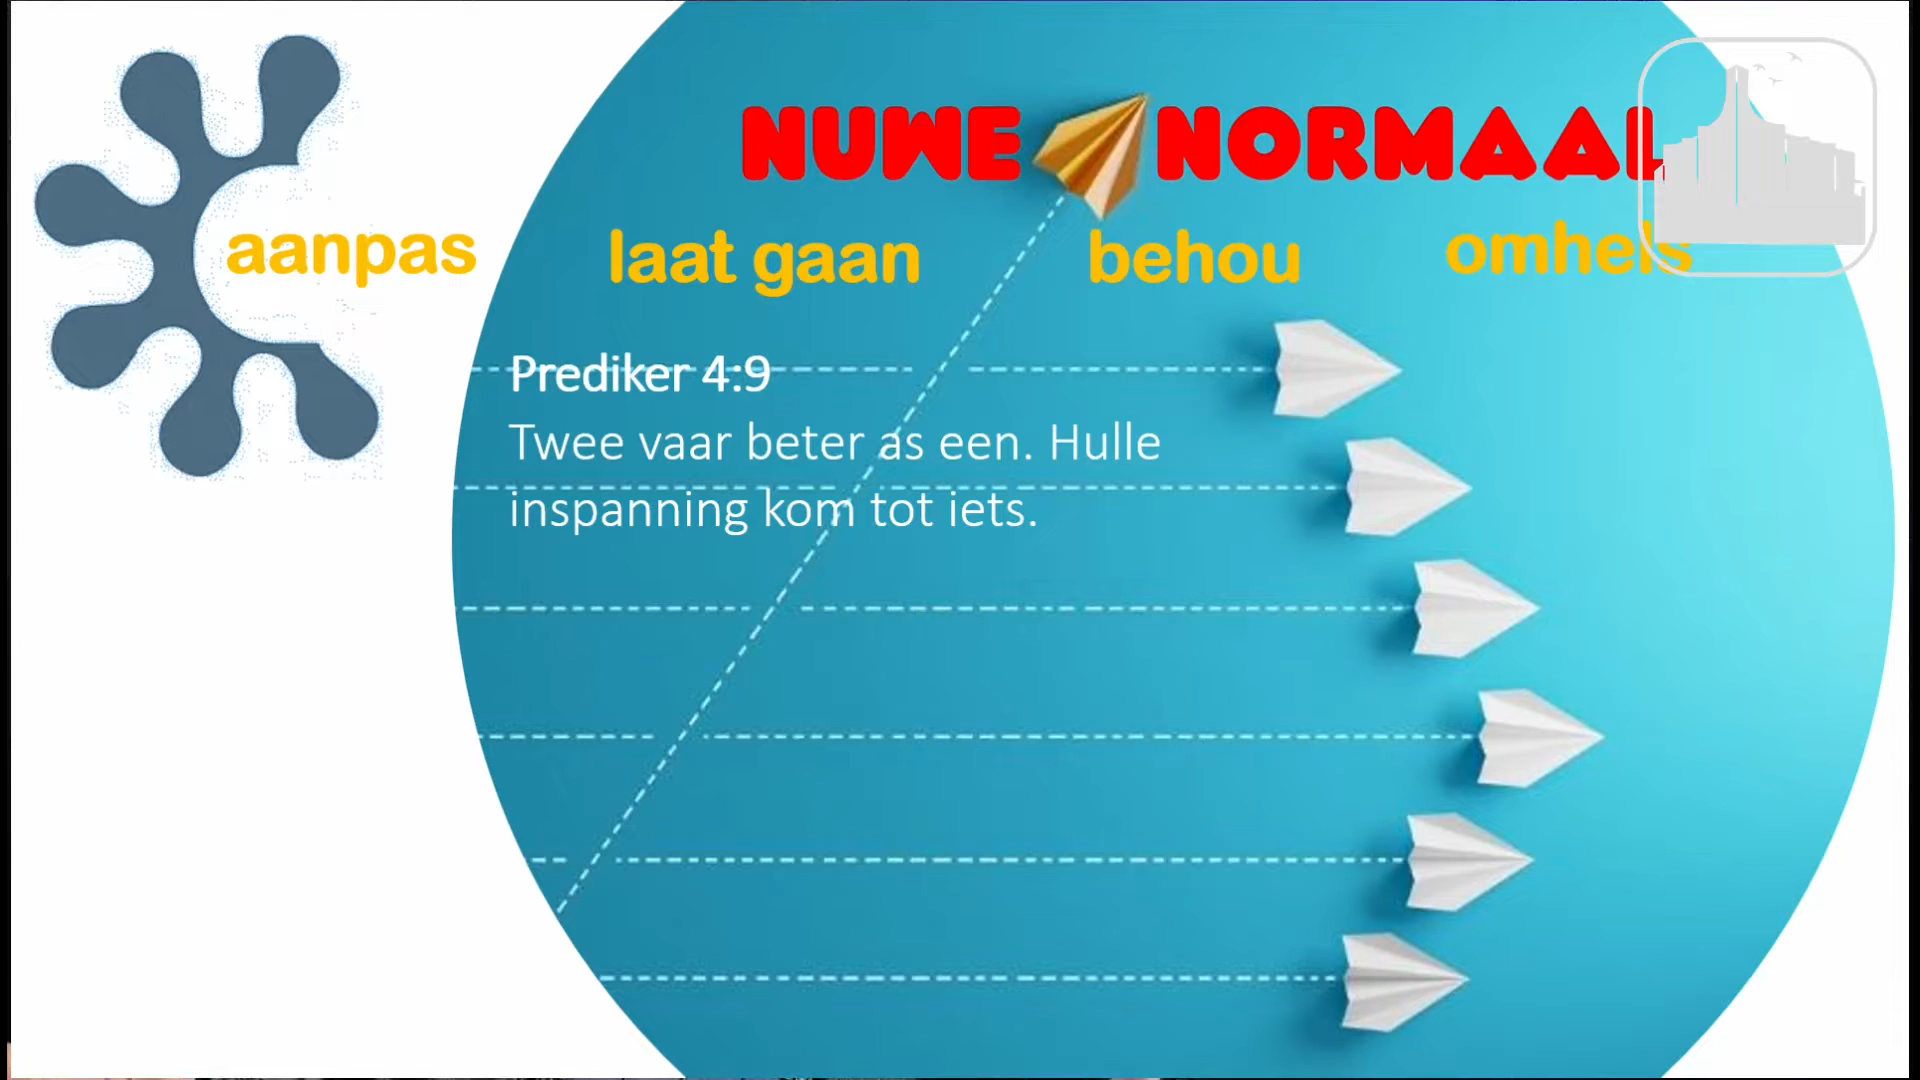 NUWE NORMAAL
aanpas laat gaan behou omhels
Prediker 4:9
Twee vaar beter as een. Hulle
inspanning kom tot iets.